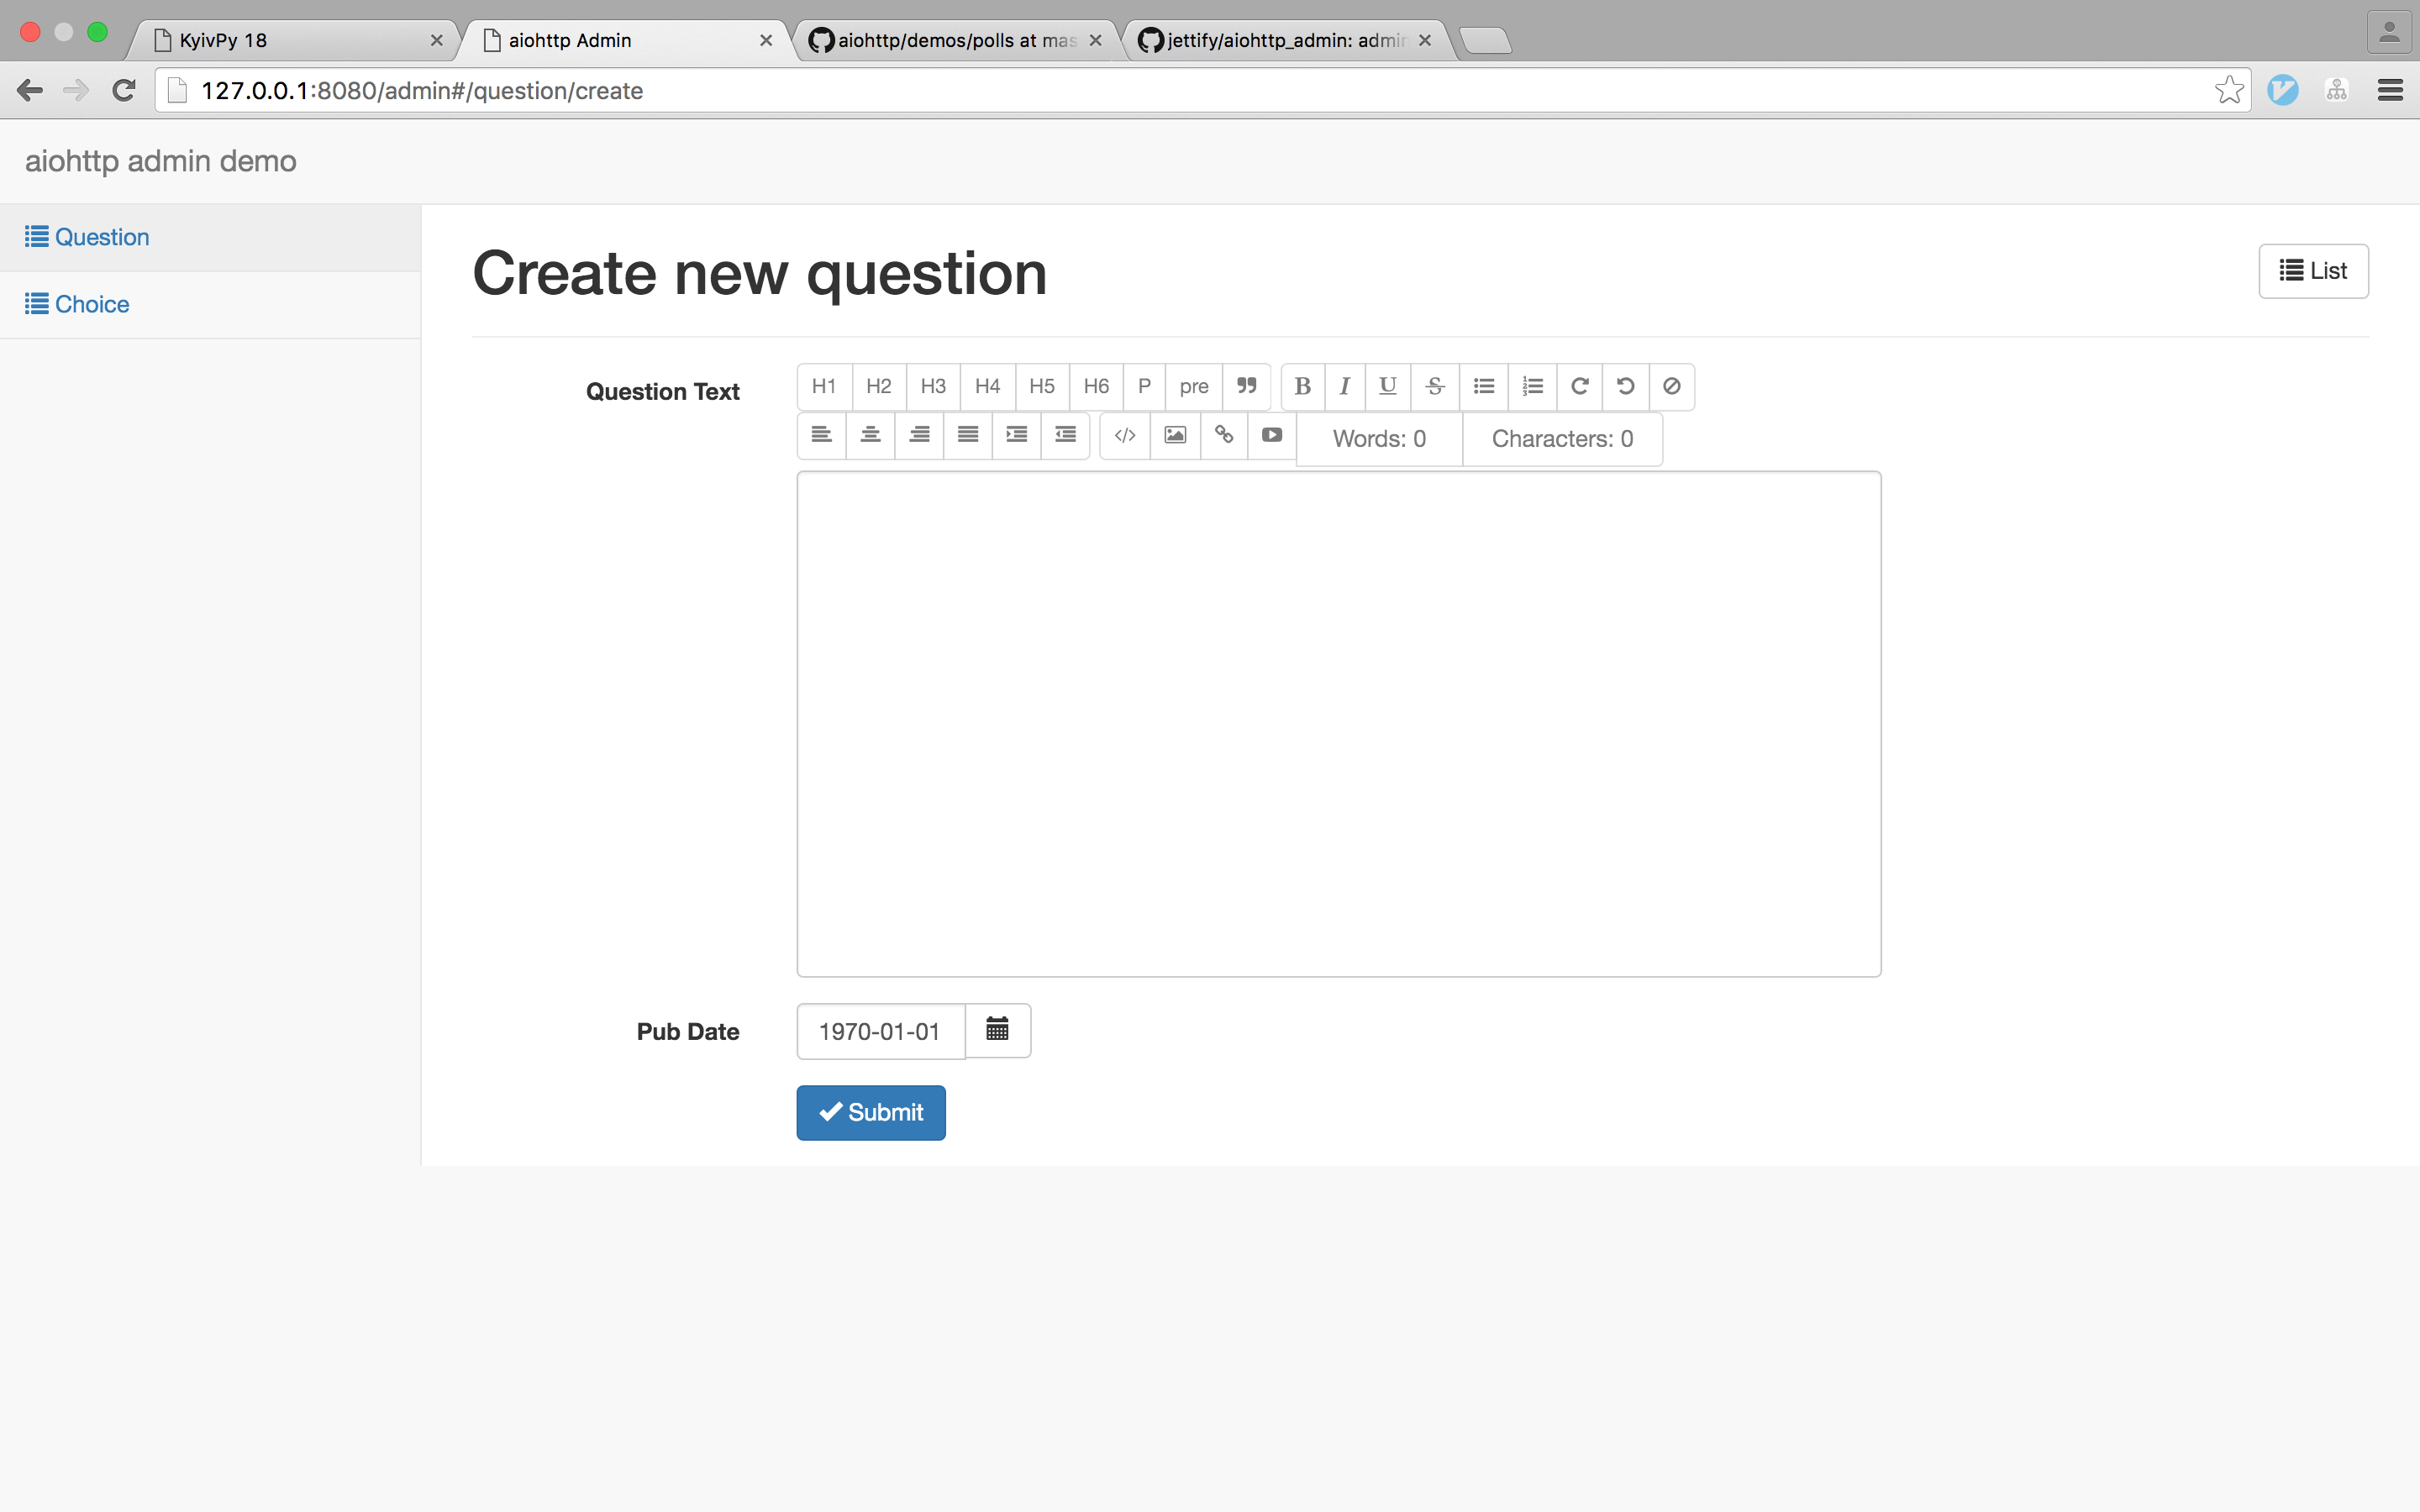 KyivPy 18
aiohttp Admin
aiohttp/demos/polls at mas
jettify/aiohttp_admin: admin
127.0.0.1:8080/admin#/question/create
aiohttp admin demo
Question
Choice
Create new question
List
Question Text
H1 H2 H3 H4 H5 H6 P pre
B I U S
Words: 0 Characters: 0
Pub Date
1970-01-01
Submit